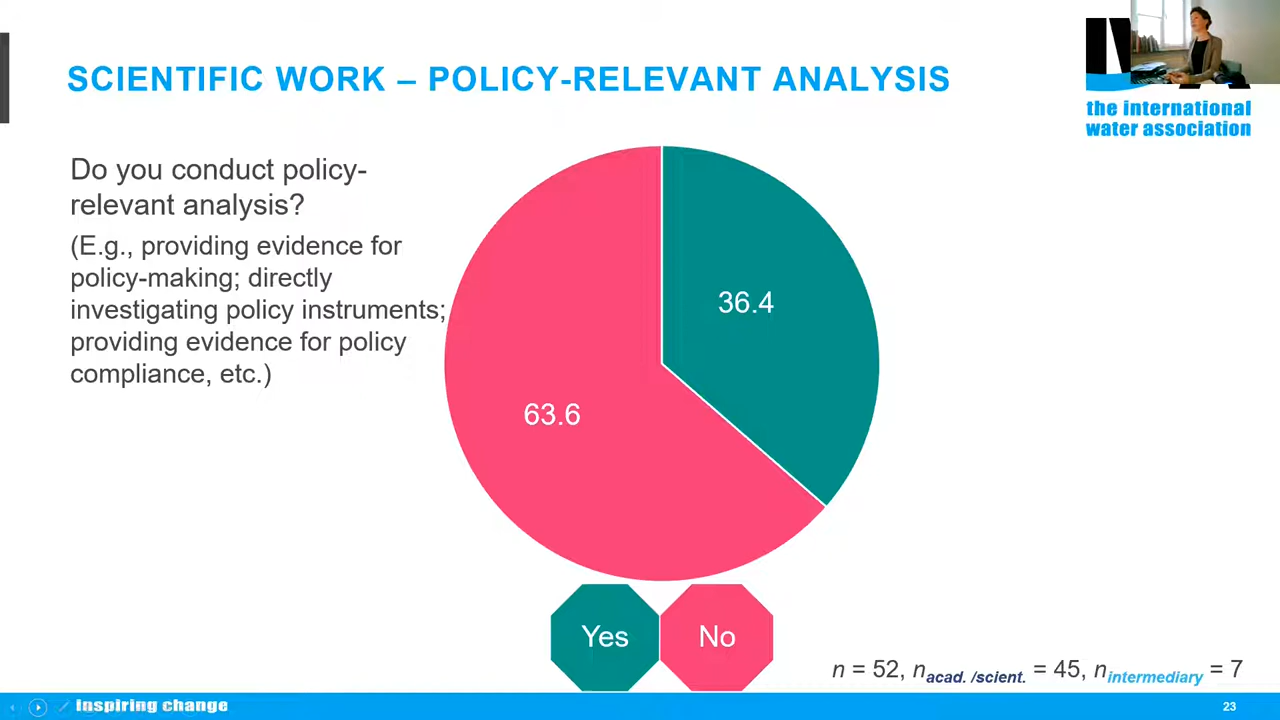 SCIENTIFIC WORK – POLICY-RELEVANT ANALYSIS
the international
water association
Do you conduct policy-
relevant analysis?
(E.g., providing evidence for
policy-making; directly
investigating policy instruments;
providing evidence for policy
compliance, etc.)
36.4
63.6
Yes
No
n = 52, n acad. /scient. = 45, n intermediary = 7
inspiring change
23